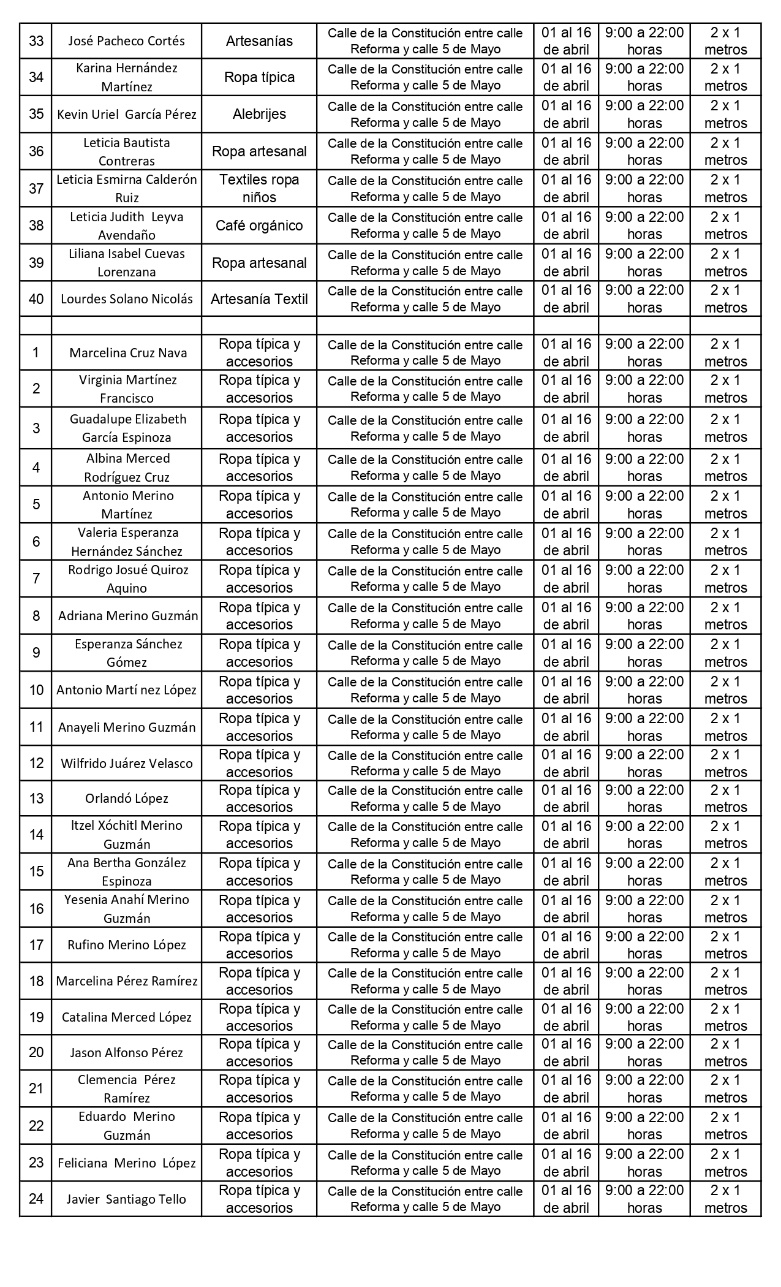 33 José Pacheco Cortés Artesanías Calle de la Constitución entre calle Reforma y calle 5 de Mayo 01 al 16 de abril 9:00 a 22:00 horas 2 x 1 metros
34 Karina Hernández Martínez Ropa típica Calle de la Constitución entre calle Reforma y calle 5 de Mayo 01 al 16 de abril 9:00 a 22:00 horas 2 x 1 metros
35 Kevin Uriel García Pérez Alebrijes Calle de la Constitución entre calle Reforma y calle 5 de Mayo 01 al 16 de abril 9:00 a 22:00 horas 2 x 1 metros
36 Leticia Bautista Contreras Ropa artesanal Calle de la Constitución entre calle Reforma y calle 5 de Mayo 01 al 16 de abril 9:00 a 22:00 horas 2 x 1 metros
37 Leticia Esmirna Calderón Ruiz Textiles ropa niños Calle de la Constitución entre calle Reforma y calle 5 de Mayo 01 al 16 de abril 9:00 a 22:00 horas 2 x 1 metros
38 Leticia Judith Leyva Avendaño Café orgánico Calle de la Constitución entre calle Reforma y calle 5 de Mayo 01 al 16 de abril 9:00 a 22:00 horas 2 x 1 metros
39 Liliana Isabel Cuevas Lorenzana Ropa artesanal Calle de la Constitución entre calle Reforma y calle 5 de Mayo 01 al 16 de abril 9:00 a 22:00 horas 2 x 1 metros
40 Lourdes Solano Nicolás Artesanía Textil Calle de la Constitución entre calle Reforma y calle 5 de Mayo 01 al 16 de abril 9:00 a 22:00 horas 2 x 1 metros
1 Marcelina Cruz Nava Ropa típica y accesorios Calle de la Constitución entre calle Reforma y calle 5 de Mayo 01 al 16 de abril 9:00 a 22:00 horas 2 x 1 metros
2 Virginia Martínez Francisco Ropa típica y accesorios Calle de la Constitución entre calle Reforma y calle 5 de Mayo 01 al 16 de abril 9:00 a 22:00 horas 2 x 1 metros
3 Guadalupe Elizabeth García Espinoza Ropa típica y accesorios Calle de la Constitución entre calle Reforma y calle 5 de Mayo 01 al 16 de abril 9:00 a 22:00 horas 2 x 1 metros
4 Albina Merced Rodríguez Cruz Ropa típica y accesorios Calle de la Constitución entre calle Reforma y calle 5 de Mayo 01 al 16 de abril 9:00 a 22:00 horas 2 x 1 metros
5 Antonio Merino Martínez Ropa típica y accesorios Calle de la Constitución entre calle Reforma y calle 5 de Mayo 01 al 16 de abril 9:00 a 22:00 horas 2 x 1 metros
6 Valeria Esperanza Hernández Sánchez Ropa típica y accesorios Calle de la Constitución entre calle Reforma y calle 5 de Mayo 01 al 16 de abril 9:00 a 22:00 horas 2 x 1 metros
7 Rodrigo Josué Quiroz Aquino Ropa típica y accesorios Calle de la Constitución entre calle Reforma y calle 5 de Mayo 01 al 16 de abril 9:00 a 22:00 horas 2 x 1 metros
8 Adriana Merino Guzmán Ropa típica y accesorios Calle de la Constitución entre calle Reforma y calle 5 de Mayo 01 al 16 de abril 9:00 a 22:00 horas 2 x 1 metros
9 Esperanza Sánchez Gómez Ropa típica y accesorios Calle de la Constitución entre calle Reforma y calle 5 de Mayo 01 al 16 de abril 9:00 a 22:00 horas 2 x 1 metros
10 Antonio Martí nez López Ropa típica y accesorios Calle de la Constitución entre calle Reforma y calle 5 de Mayo 01 al 16 de abril 9:00 a 22:00 horas 2 x 1 metros
11 Anayeli Merino Guzmán Ropa típica y accesorios Calle de la Constitución entre calle Reforma y calle 5 de Mayo 01 al 16 de abril 9:00 a 22:00 horas 2 x 1 metros
12 Wilfrido Juárez Velasco Ropa típica y accesorios Calle de la Constitución entre calle Reforma y calle 5 de Mayo 01 al 16 de abril 9:00 a 22:00 horas 2 x 1 metros
13 Orlandó López Ropa típica y accesorios Calle de la Constitución entre calle Reforma y calle 5 de Mayo 01 al 16 de abril 9:00 a 22:00 horas 2 x 1 metros
14 Itzel Xóchitl Merino Guzmán Ropa típica y accesorios Calle de la Constitución entre calle Reforma y calle 5 de Mayo 01 al 16 de abril 9:00 a 22:00 horas 2 x 1 metros
15 Ana Bertha González Espinoza Ropa típica y accesorios Calle de la Constitución entre calle Reforma y calle 5 de Mayo 01 al 16 de abril 9:00 a 22:00 horas 2 x 1 metros
16 Yesenia Anahí Merino Guzmán Ropa típica y accesorios Calle de la Constitución entre calle Reforma y calle 5 de Mayo 01 al 16 de abril 9:00 a 22:00 horas 2 x 1 metros
17 Rufino Merino López Ropa típica y accesorios Calle de la Constitución entre calle Reforma y calle 5 de Mayo 01 al 16 de abril 9:00 a 22:00 horas 2 x 1 metros
18 Marcelina Pérez Ramírez Ropa típica y accesorios Calle de la Constitución entre calle Reforma y calle 5 de Mayo 01 al 16 de abril 9:00 a 22:00 horas 2 x 1 metros
19 Catalina Merced López Ropa típica y accesorios Calle de la Constitución entre calle Reforma y calle 5 de Mayo 01 al 16 de abril 9:00 a 22:00 horas 2 x 1 metros
20 Jason Alfonso Pérez Ropa típica y accesorios Calle de la Constitución entre calle Reforma y calle 5 de Mayo 01 al 16 de abril 9:00 a 22:00 horas 2 x 1 metros
21 Clemencia Pérez Ramírez Ropa típica y accesorios Calle de la Constitución entre calle Reforma y calle 5 de Mayo 01 al 16 de abril 9:00 a 22:00 horas 2 x 1 metros
22 Eduardo Merino Guzmán Ropa típica y accesorios Calle de la Constitución entre calle Reforma y calle 5 de Mayo 01 al 16 de abril 9:00 a 22:00 horas 2 x 1 metros
23 Feliciana Merino López Ropa típica y accesorios Calle de la Constitución entre calle Reforma y calle 5 de Mayo 01 al 16 de abril 9:00 a 22:00 horas 2 x 1 metros
24 Javier Santiago Tello Ropa típica y accesorios Calle de la Constitución entre calle Reforma y calle 5 de Mayo 01 al 16 de abril 9:00 a 22:00 horas 2 x 1 metros